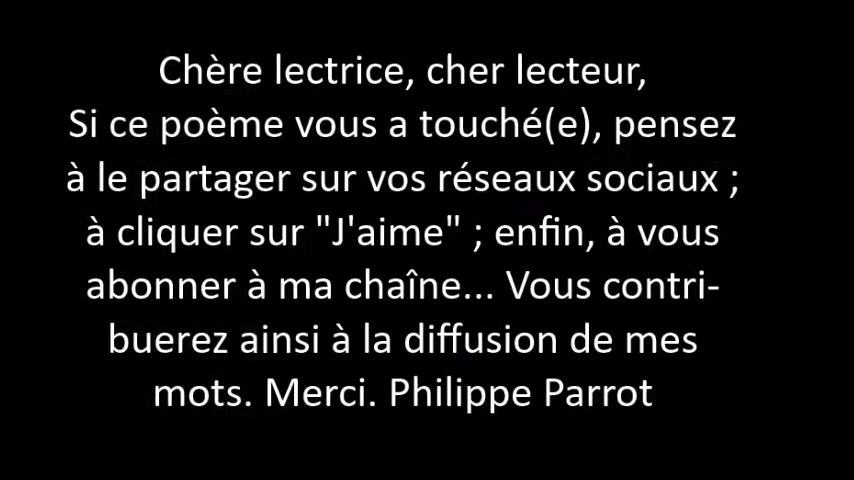 Chère lectrice, cher lecteur,
Si ce poème vous a touché(e), pensez
à le partager sur vos réseaux sociaux ;
à cliquer sur "J'aime" ; enfin, à vous
abonner à ma chaîne... Vous contri-
buerez ainsi à la diffusion de mes
mots. Merci. Philippe Parrot